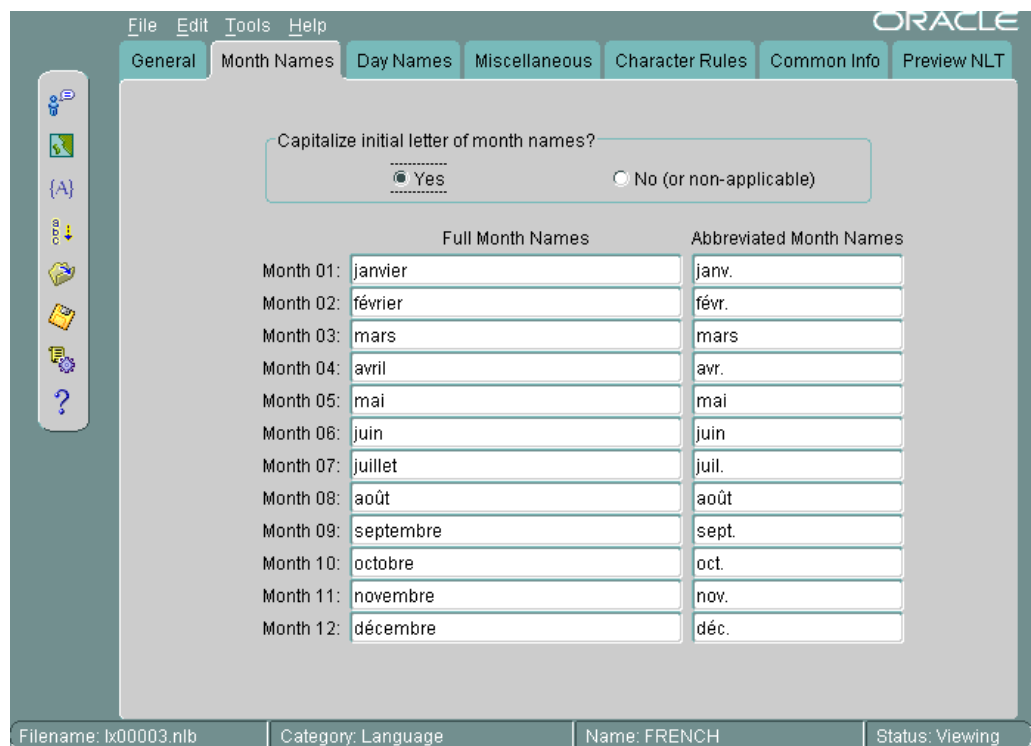 File Edit Tools Help ORACLE
General Month Names Day Names Miscellaneous Character Rules Common Info Preview NLT
{A}
a
b
c
?
Capitalize initial letter of month names?
Yes No (or non-applicable)
Full Month Names Abbreviated Month Names
Month 01: janvier janv.
Month 02: février févr.
Month 03: mars mars
Month 04: avril avr.
Month 05: mai mai
Month 06: juin juin
Month 07: juillet juil.
Month 08: août août
Month 09: septembre sept.
Month 10: octobre oct.
Month 11: novembre nov.
Month 12: décembre déc.
Filename: lx00003.nlb Category: Language Name: FRENCH Status: Viewing